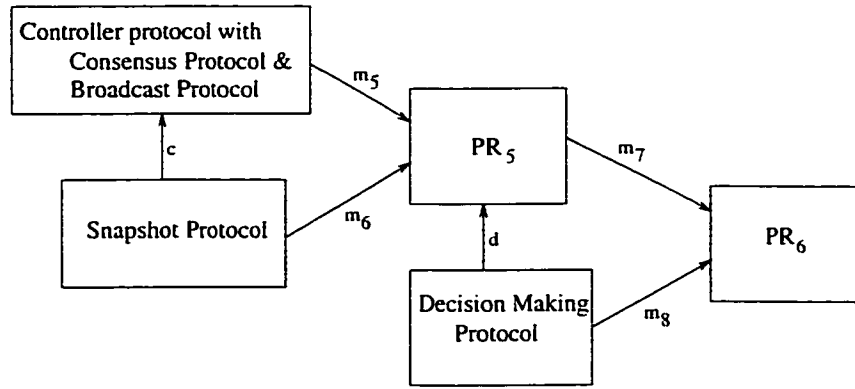 Controller protocol with
Consensus Protocol &
Broadcast Protocol
m5
c
PR5
m7
Snapshot Protocol
m6
d
PR6
Decision Making
Protocol
m8